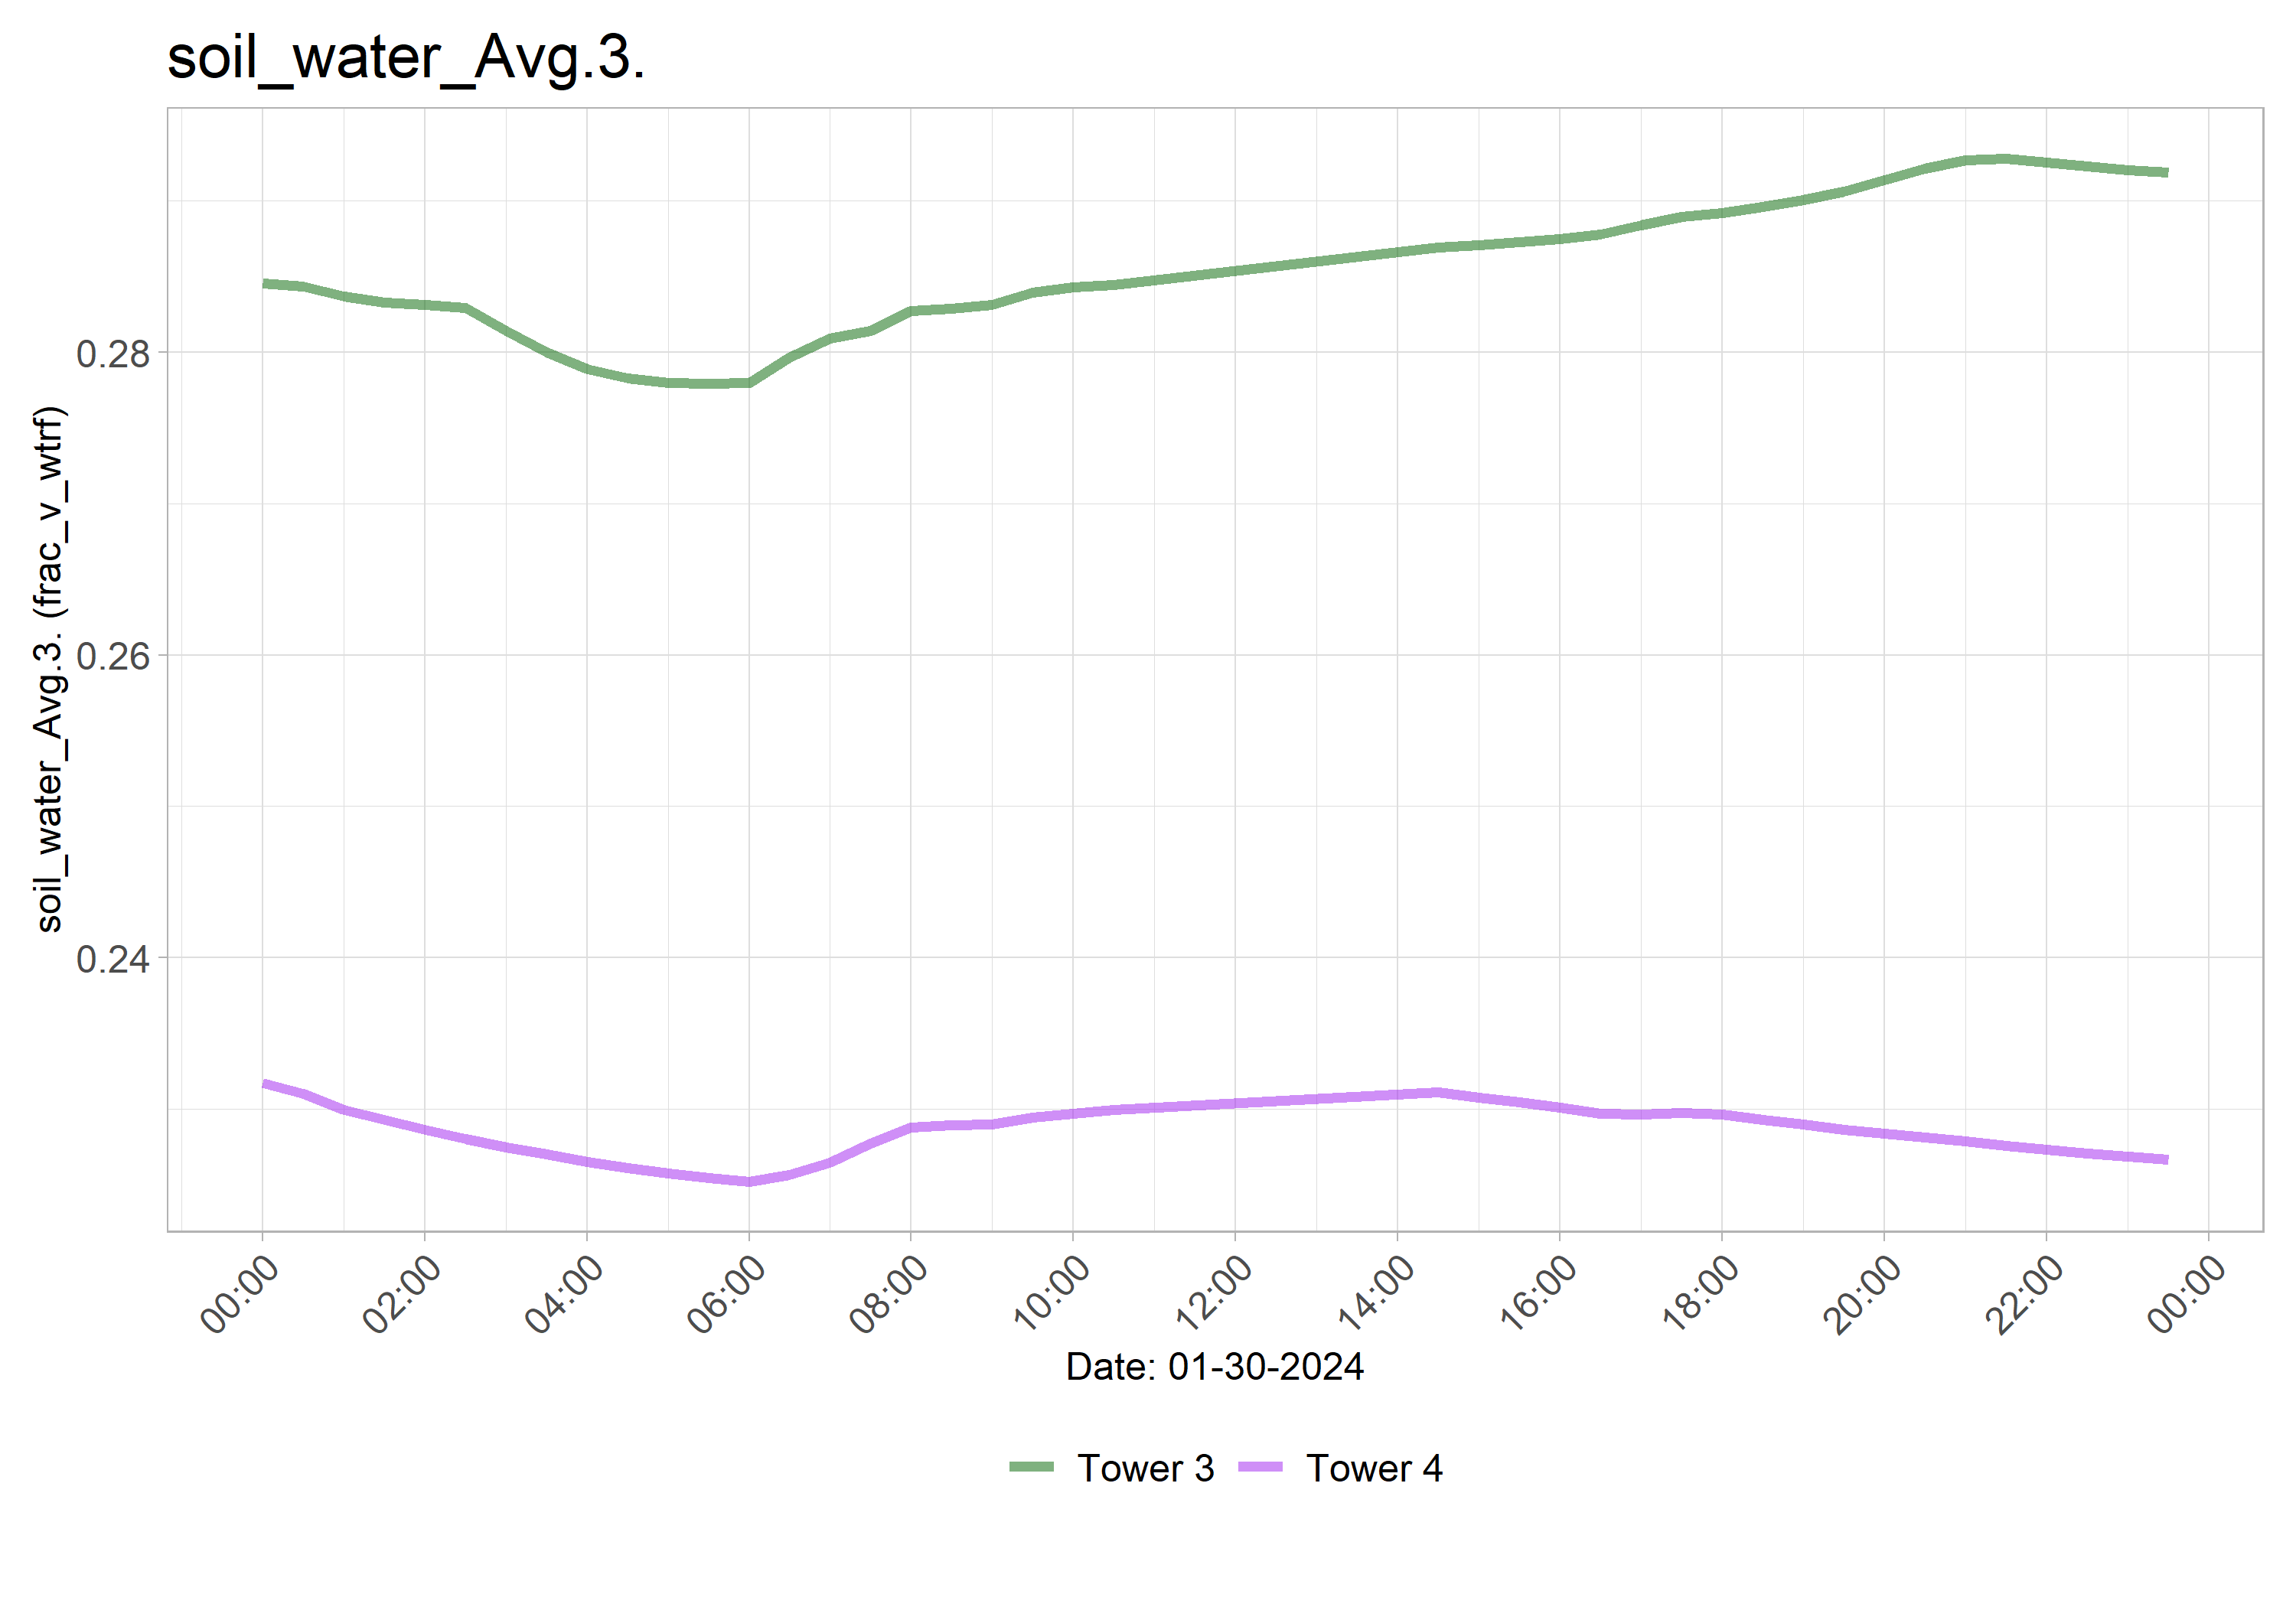 soil_water_Avg.3.
soil_water_Avg.3. (frac_v_wtrf)
0.28
0.26
0.24
00:00 02:00 04:00 06:00 08:00 10:00 12:00 14:00 16:00 18:00 20:00 22:00 00:00
Date: 01-30-2024
Tower 3 Tower 4